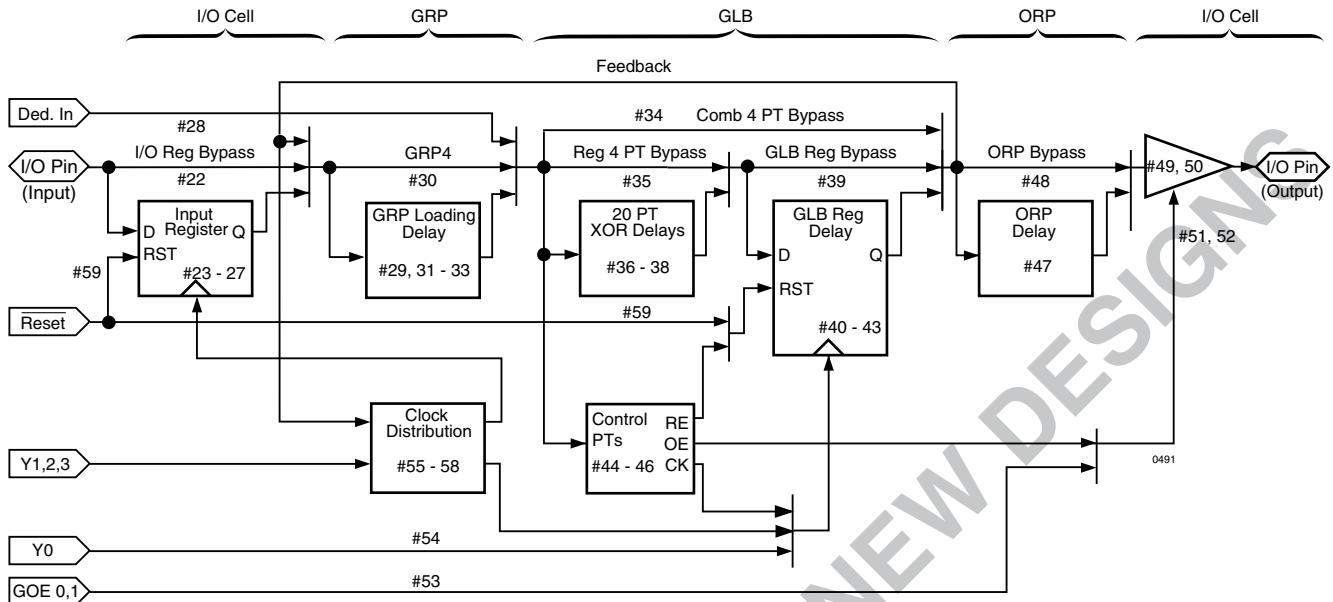 I/O Cell
GRP
GLB
ORP
I/O Cell
Feedback
Ded. In
#28
#34
Comb 4 PT Bypass
I/O Pin
(Input)
I/O Reg Bypass
#22
GRP4
#30
Reg 4 PT Bypass
#35
GLB Reg Bypass
#39
ORP Bypass
#48
#49, 50
I/O Pin
(Output)
Input
Register
D
Q
RST
#23 - 27
#59
GRP Loading
Delay
#29, 31 - 33
20 PT
XOR Delays
#36 - 38
GLB Reg
Delay
D
Q
RST
#40 - 43
ORP
Delay
#47
#51, 52
Reset
#59
Clock
Distribution
#55 - 58
Control
PTs
#44 - 46
RE
OE
CK
0491
Y1,2,3
Y0
#54
GOE 0,1
#53
NEW DESIGNS